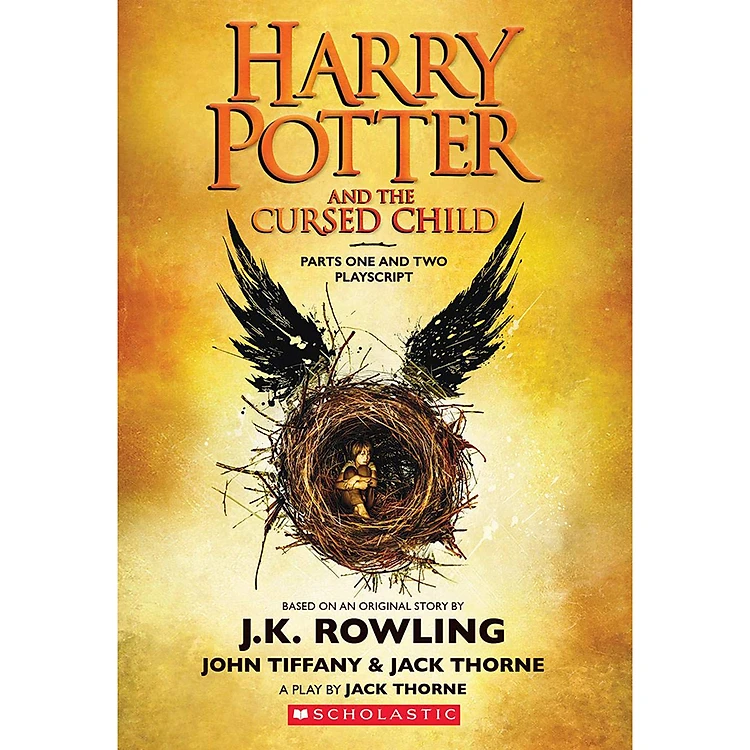 HARRY
POTTER
AND THE
CURSED CHILD
PARTS ONE AND TWO
PLAYSCRIPT
BASED ON AN ORIGINAL STORY BY
J.K. ROWLING
JOHN TIFFANY & JACK THORNE
A PLAY BY JACK THORNE
SCHOLASTIC